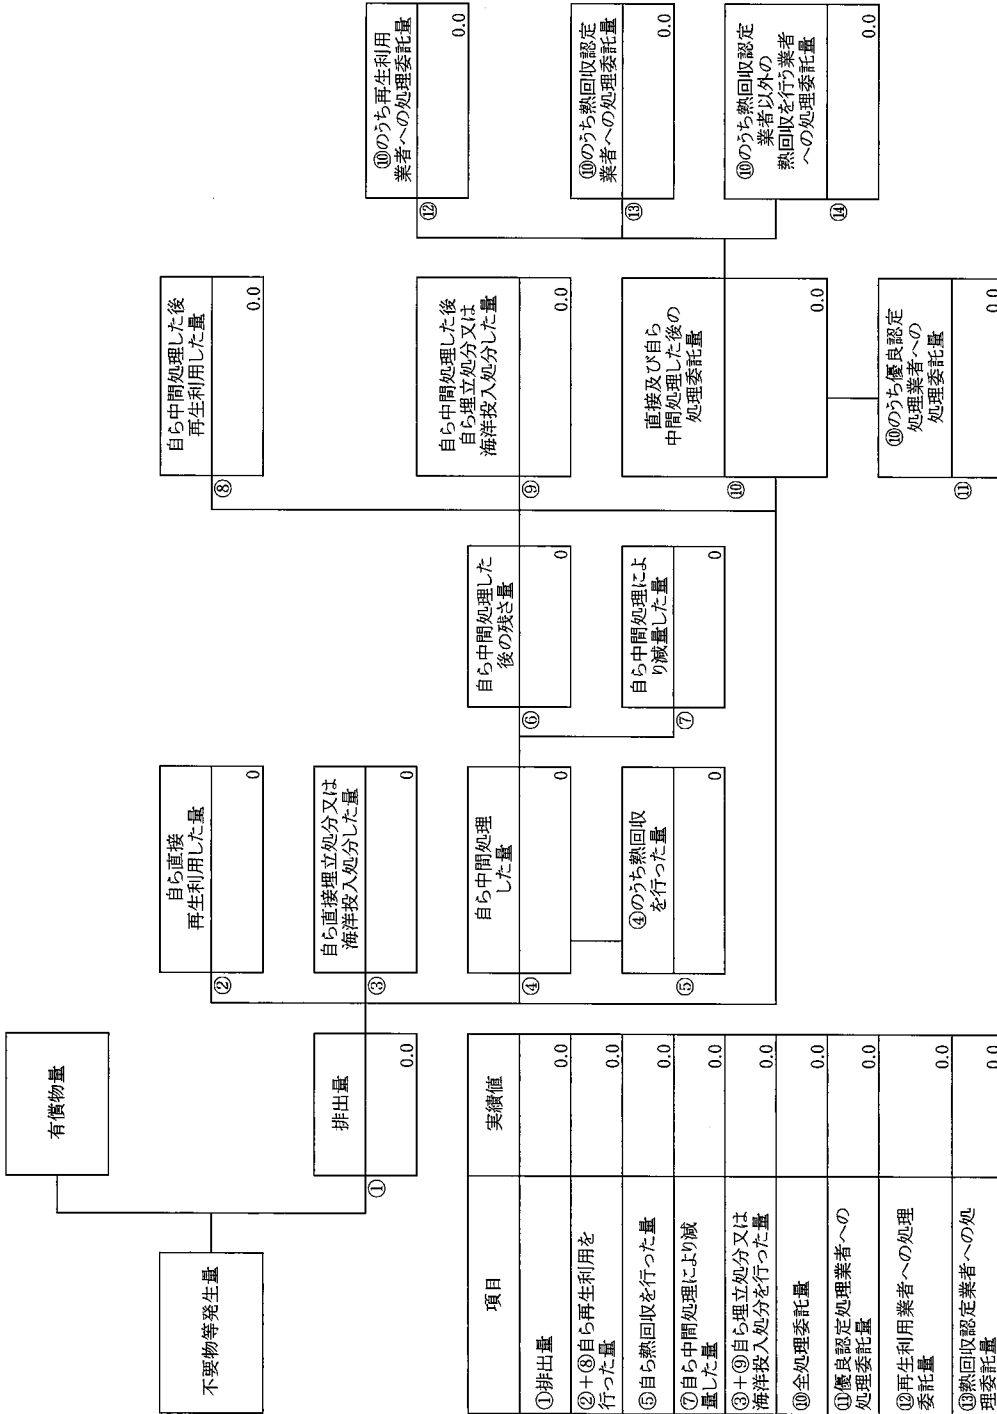 不要物等発生量
有償物量
排出量
①
0.0
自ら直接
再生利用した量
②
0
自ら直接埋立処分又は
海洋投入処分した量
③
0
自ら中間処理
した量
④
0
④のうち熱回収
を行った量
⑤
0
自ら中間処理した
後の残さ量
⑥
0
自ら中間処理によ
り減量した量
⑦
0
自ら中間処理した後
再生利用した量
⑧
0.0
自ら中間処理した後
自ら埋立処分又は
海洋投入処分した量
⑨
0.0
直接及び自ら
中間処理した後の
処理委託量
⑩
0.0
⑩のうち優良認定
処理業者への
処理委託量
⑪
0.0
⑩のうち再生利用
業者への処理委託量
⑫
0.0
⑩のうち熱回収認定
業者への処理委託量
⑬
0.0
⑩のうち熱回収認定
業者以外の
熱回収を行う業者
への処理委託量
⑭
0.0
項目
実績値
①排出量
0.0
②+⑧自ら再生利用を
行った量
0.0
⑤自ら熱回収を行った量
0.0
⑦自ら中間処理により減
量した量
0.0
③+⑨自ら埋立処分又は
海洋投入処分を行った量
0.0
⑩全処理委託量
0.0
⑪優良認定処理業者への
処理委託量
0.0
⑫再生利用業者への処理
委託量
0.0
⑬熱回収認定業者への処
理委託量
0.0